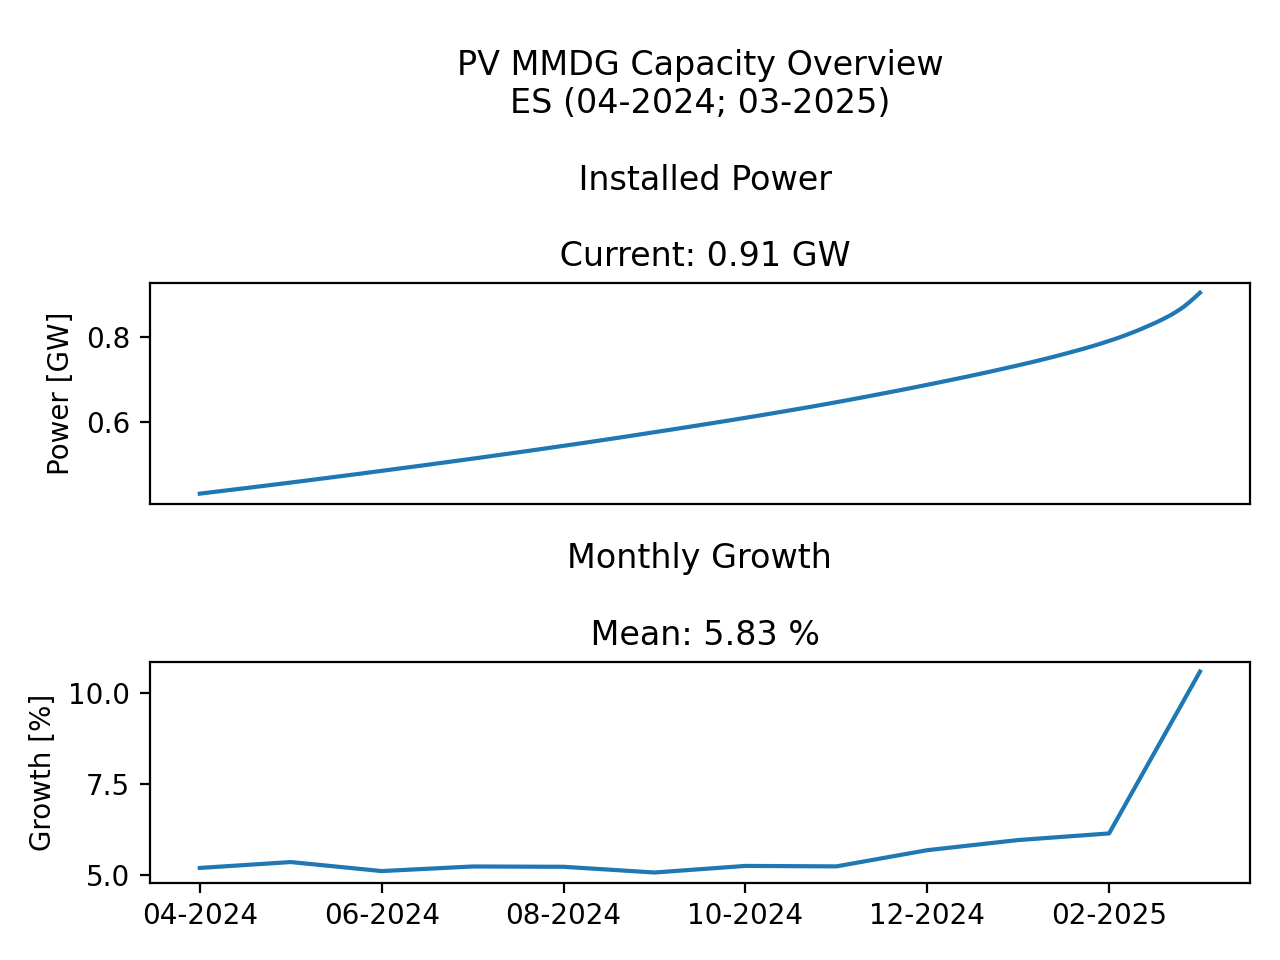 PV MMDG Capacity Overview
ES (04-2024; 03-2025)
Installed Power
Current: 0.91 GW
Power [GW]
0.8
0.6
Monthly Growth
Mean: 5.83 %
Growth [%]
10.0
7.5
5.0
04-2024 06-2024 08-2024 10-2024 12-2024 02-2025